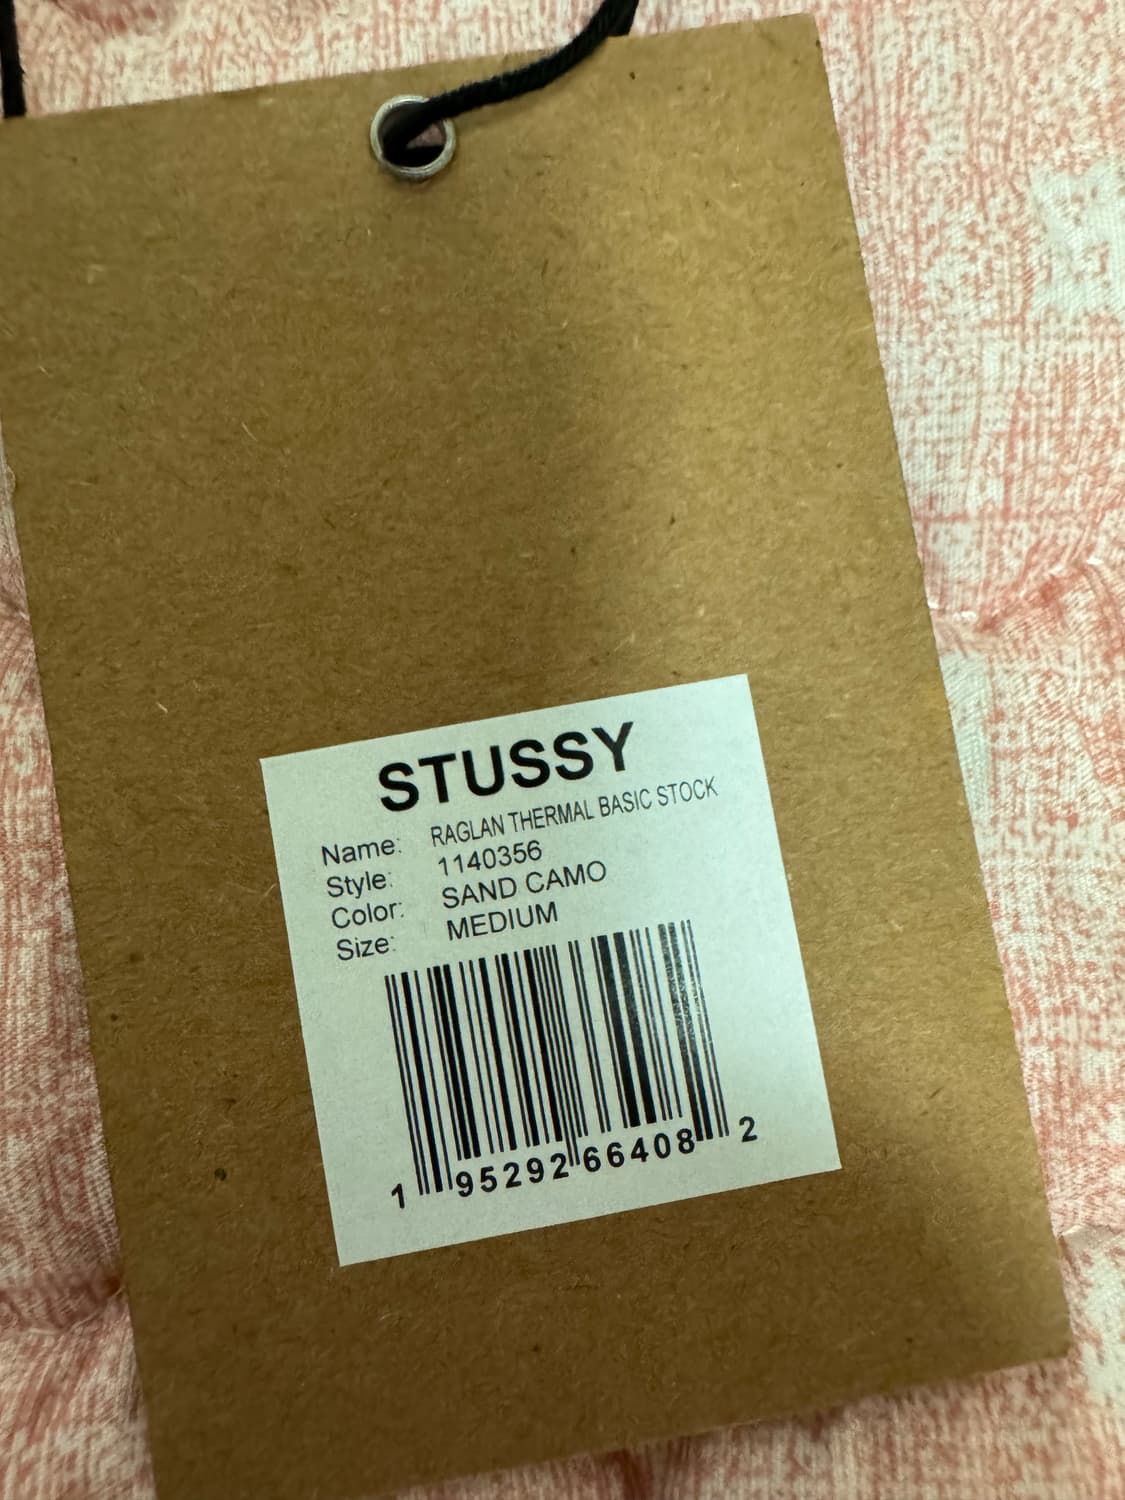 STUSSY
Name: RAGLAN THERMAL BASIC STOCK
Style: 1140356
Color: SAND CAMO
Size: MEDIUM
1 95292 66408 2